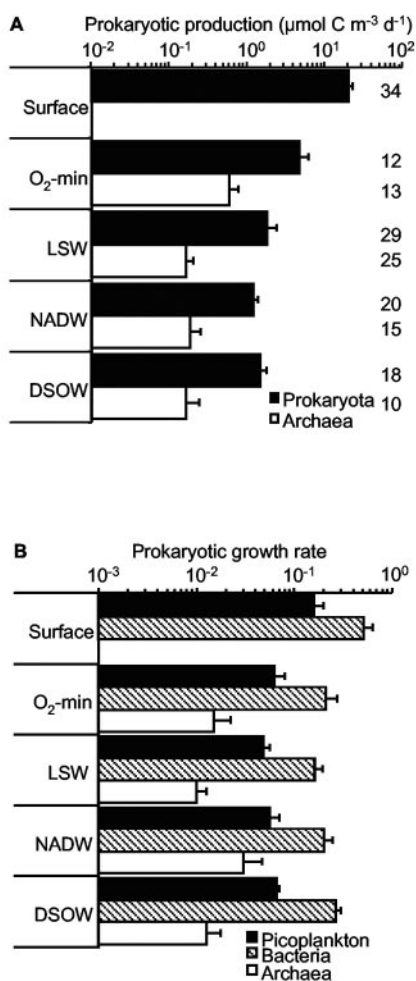 A
Prokaryotic production (µmol C m⁻³ d⁻¹)
10⁻² 10⁻¹ 10⁰ 10¹ 10²
Surface 34
O₂-min 12
13
LSW 29
25
NADW 20
15
DSOW 18
10
Prokaryota
Archaea
B
Prokaryotic growth rate
10⁻³ 10⁻² 10⁻¹ 10⁰
Surface
O₂-min
LSW
NADW
DSOW
Picoplankton
Bacteria
Archaea